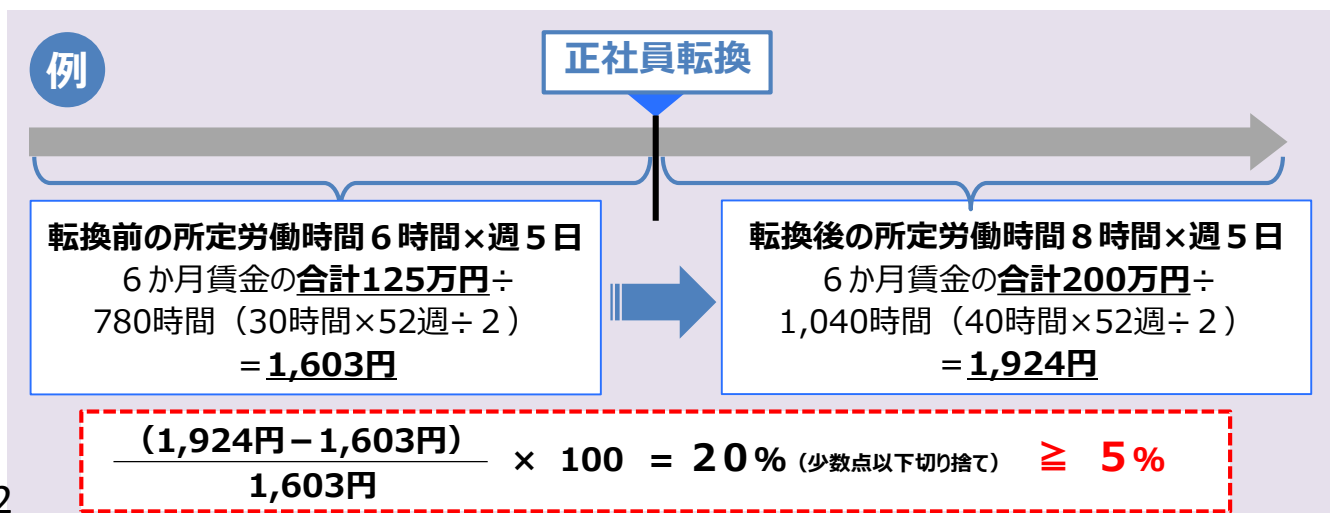 例
正社員転換
転換前の所定労働時間６時間×週５日
６か月賃金の合計125万円÷
780時間（30時間×52週÷２）
＝1,603円
転換後の所定労働時間８時間×週５日
６か月賃金の合計200万円÷
1,040時間（40時間×52週÷２）
＝1,924円
（1,924円－1,603円）
1,603円
× 100 = ２０％（少数点以下切り捨て） ≧ ５％
2